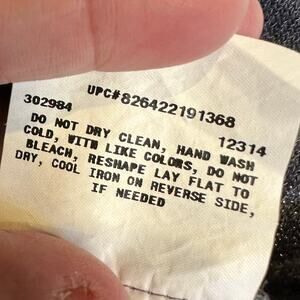 UPC#826422191368
302984 12314
DO NOT DRY CLEAN, HAND WASH
COLD, WITH LIKE COLORS, DO NOT
BLEACH, RESHAPE LAY FLAT TO
DRY, COOL IRON ON REVERSE SIDE,
IF NEEDED